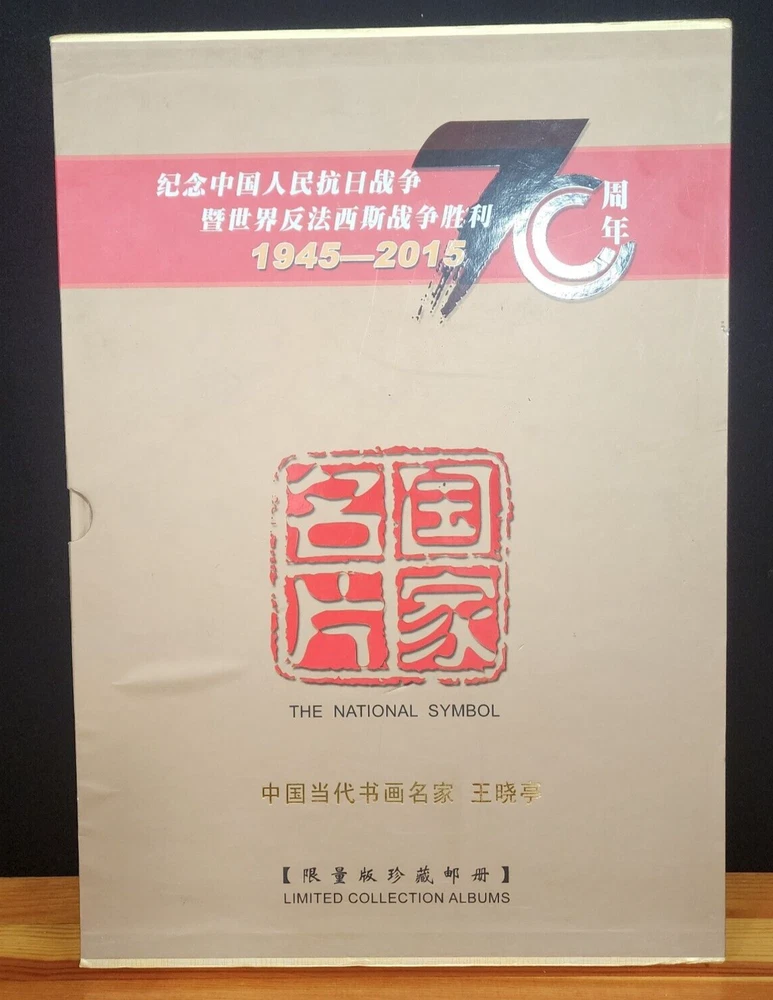 纪念中国人民抗日战争
暨世界反法西斯战争胜利
1945—2015
70
周年
国家
名片
THE NATIONAL SYMBOL
中国当代书画名家 王晓亭
【限量版珍藏邮册】
LIMITED COLLECTION ALBUMS